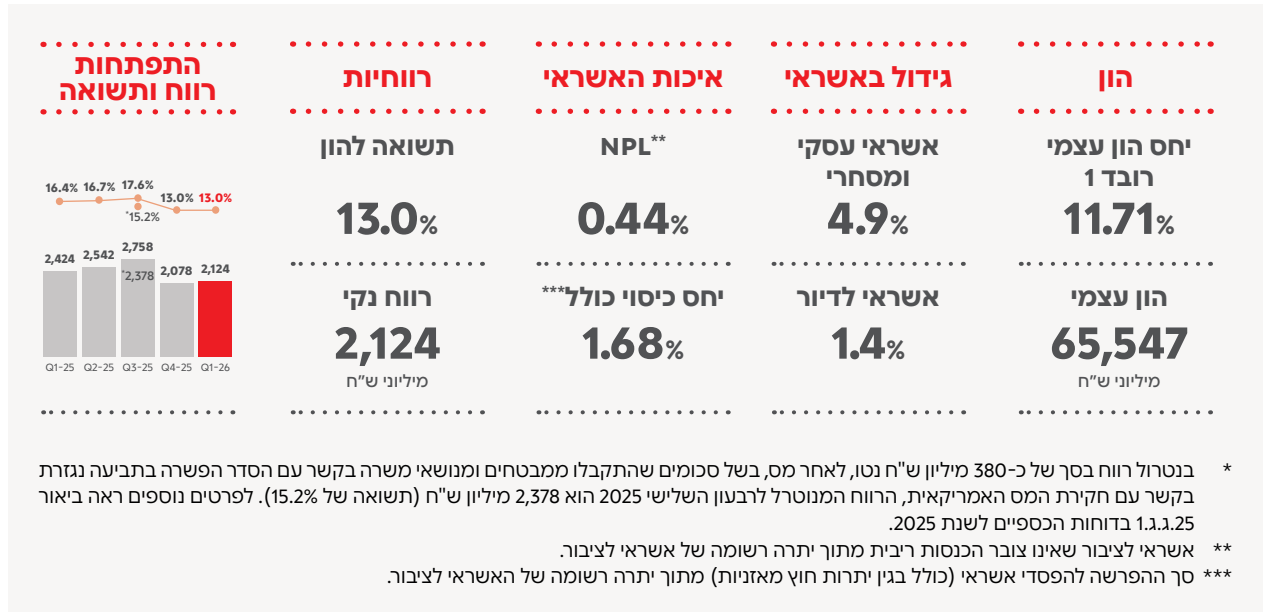 הון
יחס הון עצמי
רובד 1
11.71%
הון עצמי
65,547
מיליוני ש"ח
גידול באשראי
אשראי עסקי
ומסחרי
4.9%
אשראי לדיור
1.4%
איכות האשראי
NPL**
0.44%
יחס כיסוי כולל***
1.68%
רווחיות
תשואה להון
13.0%
רווח נקי
2,124
מיליוני ש"ח
התפתחות
רווח ותשואה
16.4% 16.7% 17.6% 13.0% 13.0%
*15.2%
2,424 2,542 2,758 2,078 2,124
*2,378
Q1-25 Q2-25 Q3-25 Q4-25 Q1-26
* בנטרול רווח בסך של כ-380 מיליון ש"ח נטו, לאחר מס, בשל סכומים שהתקבלו ממבטחים ומנושאי משרה בקשר עם הסדר הפשרה בתביעה נגזרת
בקשר עם חקירת המס האמריקאית, הרווח המנוטרל לרבעון השלישי 2025 הוא 2,378 מיליון ש"ח (תשואה של 15.2%). לפרטים נוספים ראה ביאור
25.ג.ג.1 בדוחות הכספיים לשנת 2025.
** אשראי לציבור שאינו צובר הכנסות ריבית מתוך יתרה רשומה של אשראי לציבור.
*** סך ההפרשה להפסדי אשראי (כולל בגין יתרות חוץ מאזניות) מתוך יתרה רשומה של האשראי לציבור.